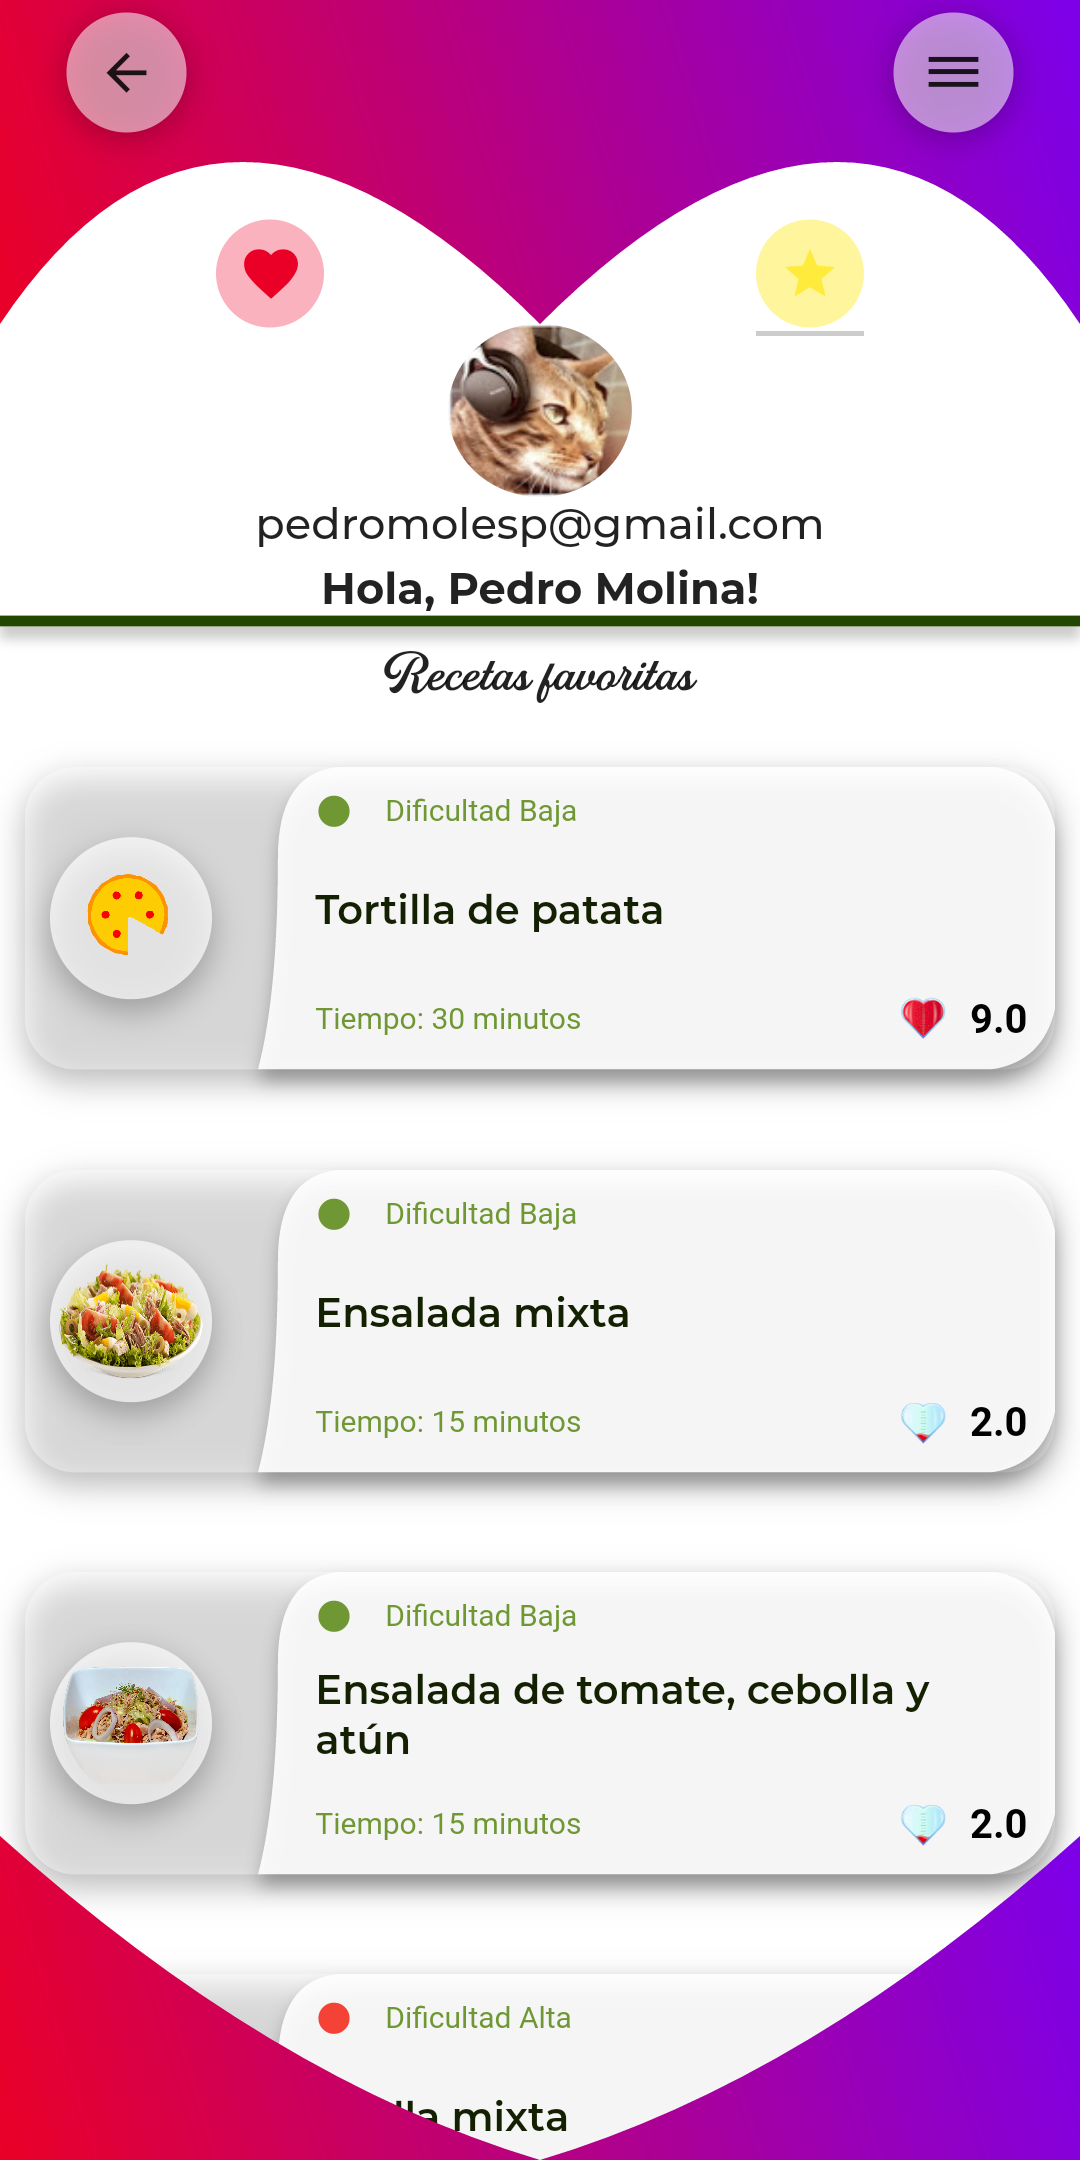 pedromolesp@gmail.com
Hola, Pedro Molina!
Recetas favoritas
Dificultad Baja
Tortilla de patata
Tiempo: 30 minutos
9.0
Dificultad Baja
Ensalada mixta
Tiempo: 15 minutos
2.0
Dificultad Baja
Ensalada de tomate, cebolla y
atún
Tiempo: 15 minutos
2.0
Dificultad Alta
mixta